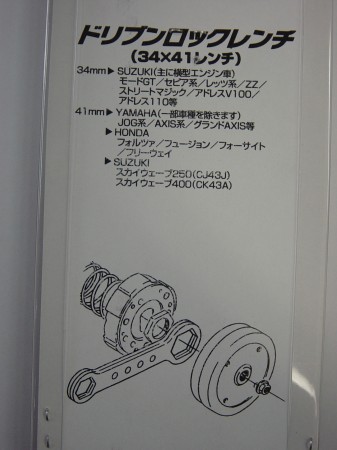 ドリブンロックレンチ
(34×41レンチ)
34mm▶SUZUKI(主に横型エンジン車)
モードGT/セピア系/レッツ系/ZZ/
ストリートマジック/アドレスV100/
アドレス110等
41mm▶YAMAHA(一部車種を除きます)
JOG系/AXIS系/グランドAXIS等
▶HONDA
フォルツァ/フュージョン/フォーサイト
/フリーウェイ
▶SUZUKI
スカイウェーブ250(CJ43J)
スカイウェーブ400(CK43A)